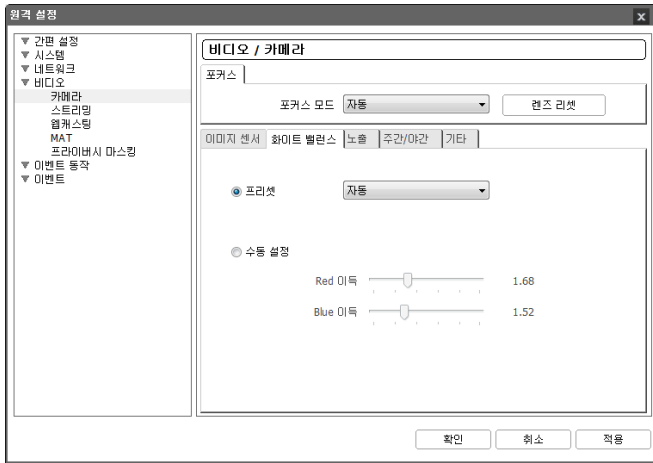 원격 설정
x
▼ 간편 설정
▼ 시스템
▼ 네트워크
▼ 비디오
카메라
스트리밍
웹캐스팅
MAT
프라이버시 마스킹
▼ 이벤트 동작
▼ 이벤트
비디오 / 카메라
포커스
포커스 모드 자동 렌즈 리셋
이미지 센서 화이트 밸런스 노출 주간/야간 기타
프리셋 자동
수동 설정
Red 이득 1.68
Blue 이득 1.52
확인 취소 적용